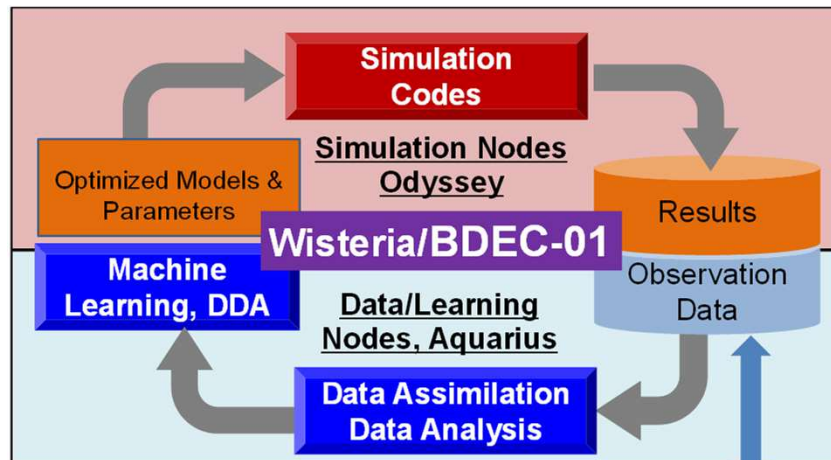 Simulation
Codes
Simulation Nodes
Odyssey
Optimized Models &
Parameters
Results
Wisteria/BDEC-01
Machine
Learning, DDA
Observation
Data
Data/Learning
Nodes, Aquarius
Data Assimilation
Data Analysis